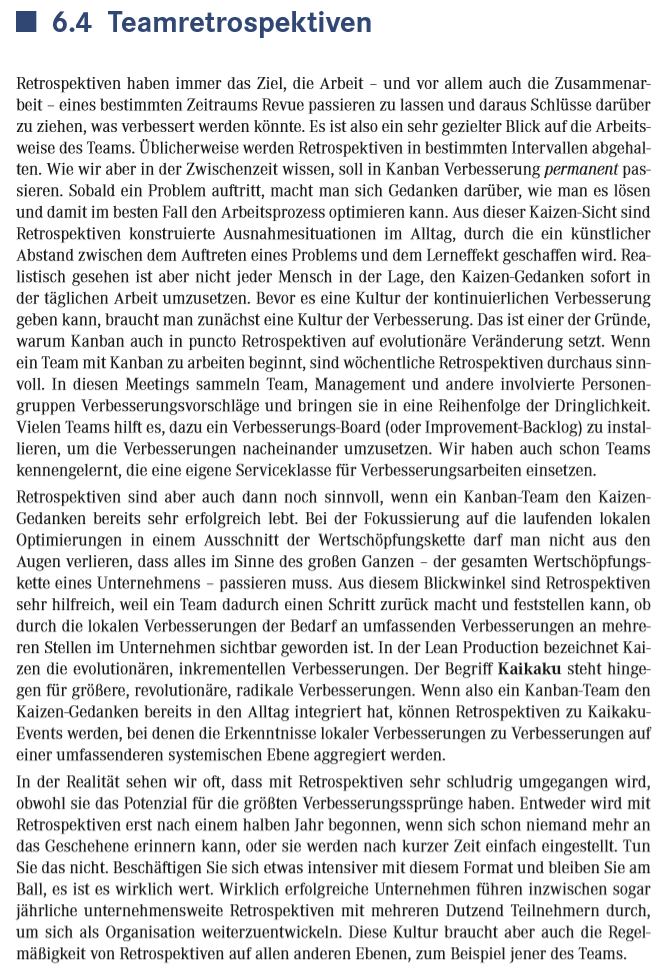 6.4 Teamretrospektiven
Retrospektiven haben immer das Ziel, die Arbeit – und vor allem auch die Zusammenar-
beit – eines bestimmten Zeitraums Revue passieren zu lassen und daraus Schlüsse darüber
zu ziehen, was verbessert werden könnte. Es ist also ein sehr gezielter Blick auf die Arbeits-
weise des Teams. Üblicherweise werden Retrospektiven in bestimmten Intervallen abgehal-
ten. Wie wir aber in der Zwischenzeit wissen, soll in Kanban Verbesserung permanent pas-
sieren. Sobald ein Problem auftritt, macht man sich Gedanken darüber, wie man es lösen
und damit im besten Fall den Arbeitsprozess optimieren kann. Aus dieser Kaizen-Sicht sind
Retrospektiven konstruierte Ausnahmesituationen im Alltag, durch die ein künstlicher
Abstand zwischen dem Auftreten eines Problems und dem Lerneffekt geschaffen wird. Rea-
listisch gesehen ist aber nicht jeder Mensch in der Lage, den Kaizen-Gedanken sofort in
der täglichen Arbeit umzusetzen. Bevor es eine Kultur der kontinuierlichen Verbesserung
geben kann, braucht man zunächst eine Kultur der Verbesserung. Das ist einer der Gründe,
warum Kanban auch in puncto Retrospektiven auf evolutionäre Veränderung setzt. Wenn
ein Team mit Kanban zu arbeiten beginnt, sind wöchentliche Retrospektiven durchaus sinn-
voll. In diesen Meetings sammeln Team, Management und andere involvierte Personen-
gruppen Verbesserungsvorschläge und bringen sie in eine Reihenfolge der Dringlichkeit.
Vielen Teams hilft es, dazu ein Verbesserungs-Board (oder Improvement-Backlog) zu instal-
lieren, um die Verbesserungen nacheinander umzusetzen. Wir haben auch schon Teams
kennengelernt, die eine eigene Serviceklasse für Verbesserungsarbeiten einsetzen.
Retrospektiven sind aber auch dann noch sinnvoll, wenn ein Kanban-Team den Kaizen-
Gedanken bereits sehr erfolgreich lebt. Bei der Fokussierung auf die laufenden lokalen
Optimierungen in einem Ausschnitt der Wertschöpfungskette darf man nicht aus den
Augen verlieren, dass alles im Sinne des großen Ganzen – der gesamten Wertschöpfungs-
kette eines Unternehmens – passieren muss. Aus diesem Blickwinkel sind Retrospektiven
sehr hilfreich, weil ein Team dadurch einen Schritt zurück macht und feststellen kann, ob
durch die lokalen Verbesserungen der Bedarf an umfassenden Verbesserungen an mehre-
ren Stellen im Unternehmen sichtbar geworden ist. In der Lean Production bezeichnet Kai-
zen die evolutionären, inkrementellen Verbesserungen. Der Begriff Kaikaku steht hinge-
gen für größere, revolutionäre, radikale Verbesserungen. Wenn also ein Kanban-Team den
Kaizen-Gedanken bereits in den Alltag integriert hat, können Retrospektiven zu Kaikaku-
Events werden, bei denen die Erkenntnisse lokaler Verbesserungen zu Verbesserungen auf
einer umfassenderen systemischen Ebene aggregiert werden.
In der Realität sehen wir oft, dass mit Retrospektiven sehr schludrig umgegangen wird,
obwohl sie das Potenzial für die größten Verbesserungssprünge haben. Entweder wird mit
Retrospektiven erst nach einem halben Jahr begonnen, wenn sich schon niemand mehr an
das Geschehene erinnern kann, oder sie werden nach kurzer Zeit einfach eingestellt. Tun
Sie das nicht. Beschäftigen Sie sich etwas intensiver mit diesem Format und bleiben Sie am
Ball, es ist es wirklich wert. Wirklich erfolgreiche Unternehmen führen inzwischen sogar
jährliche unternehmensweite Retrospektiven mit mehreren Dutzend Teilnehmern durch,
um sich als Organisation weiterzuentwickeln. Diese Kultur braucht aber auch die Regel-
mäßigkeit von Retrospektiven auf allen anderen Ebenen, zum Beispiel jener des Teams.